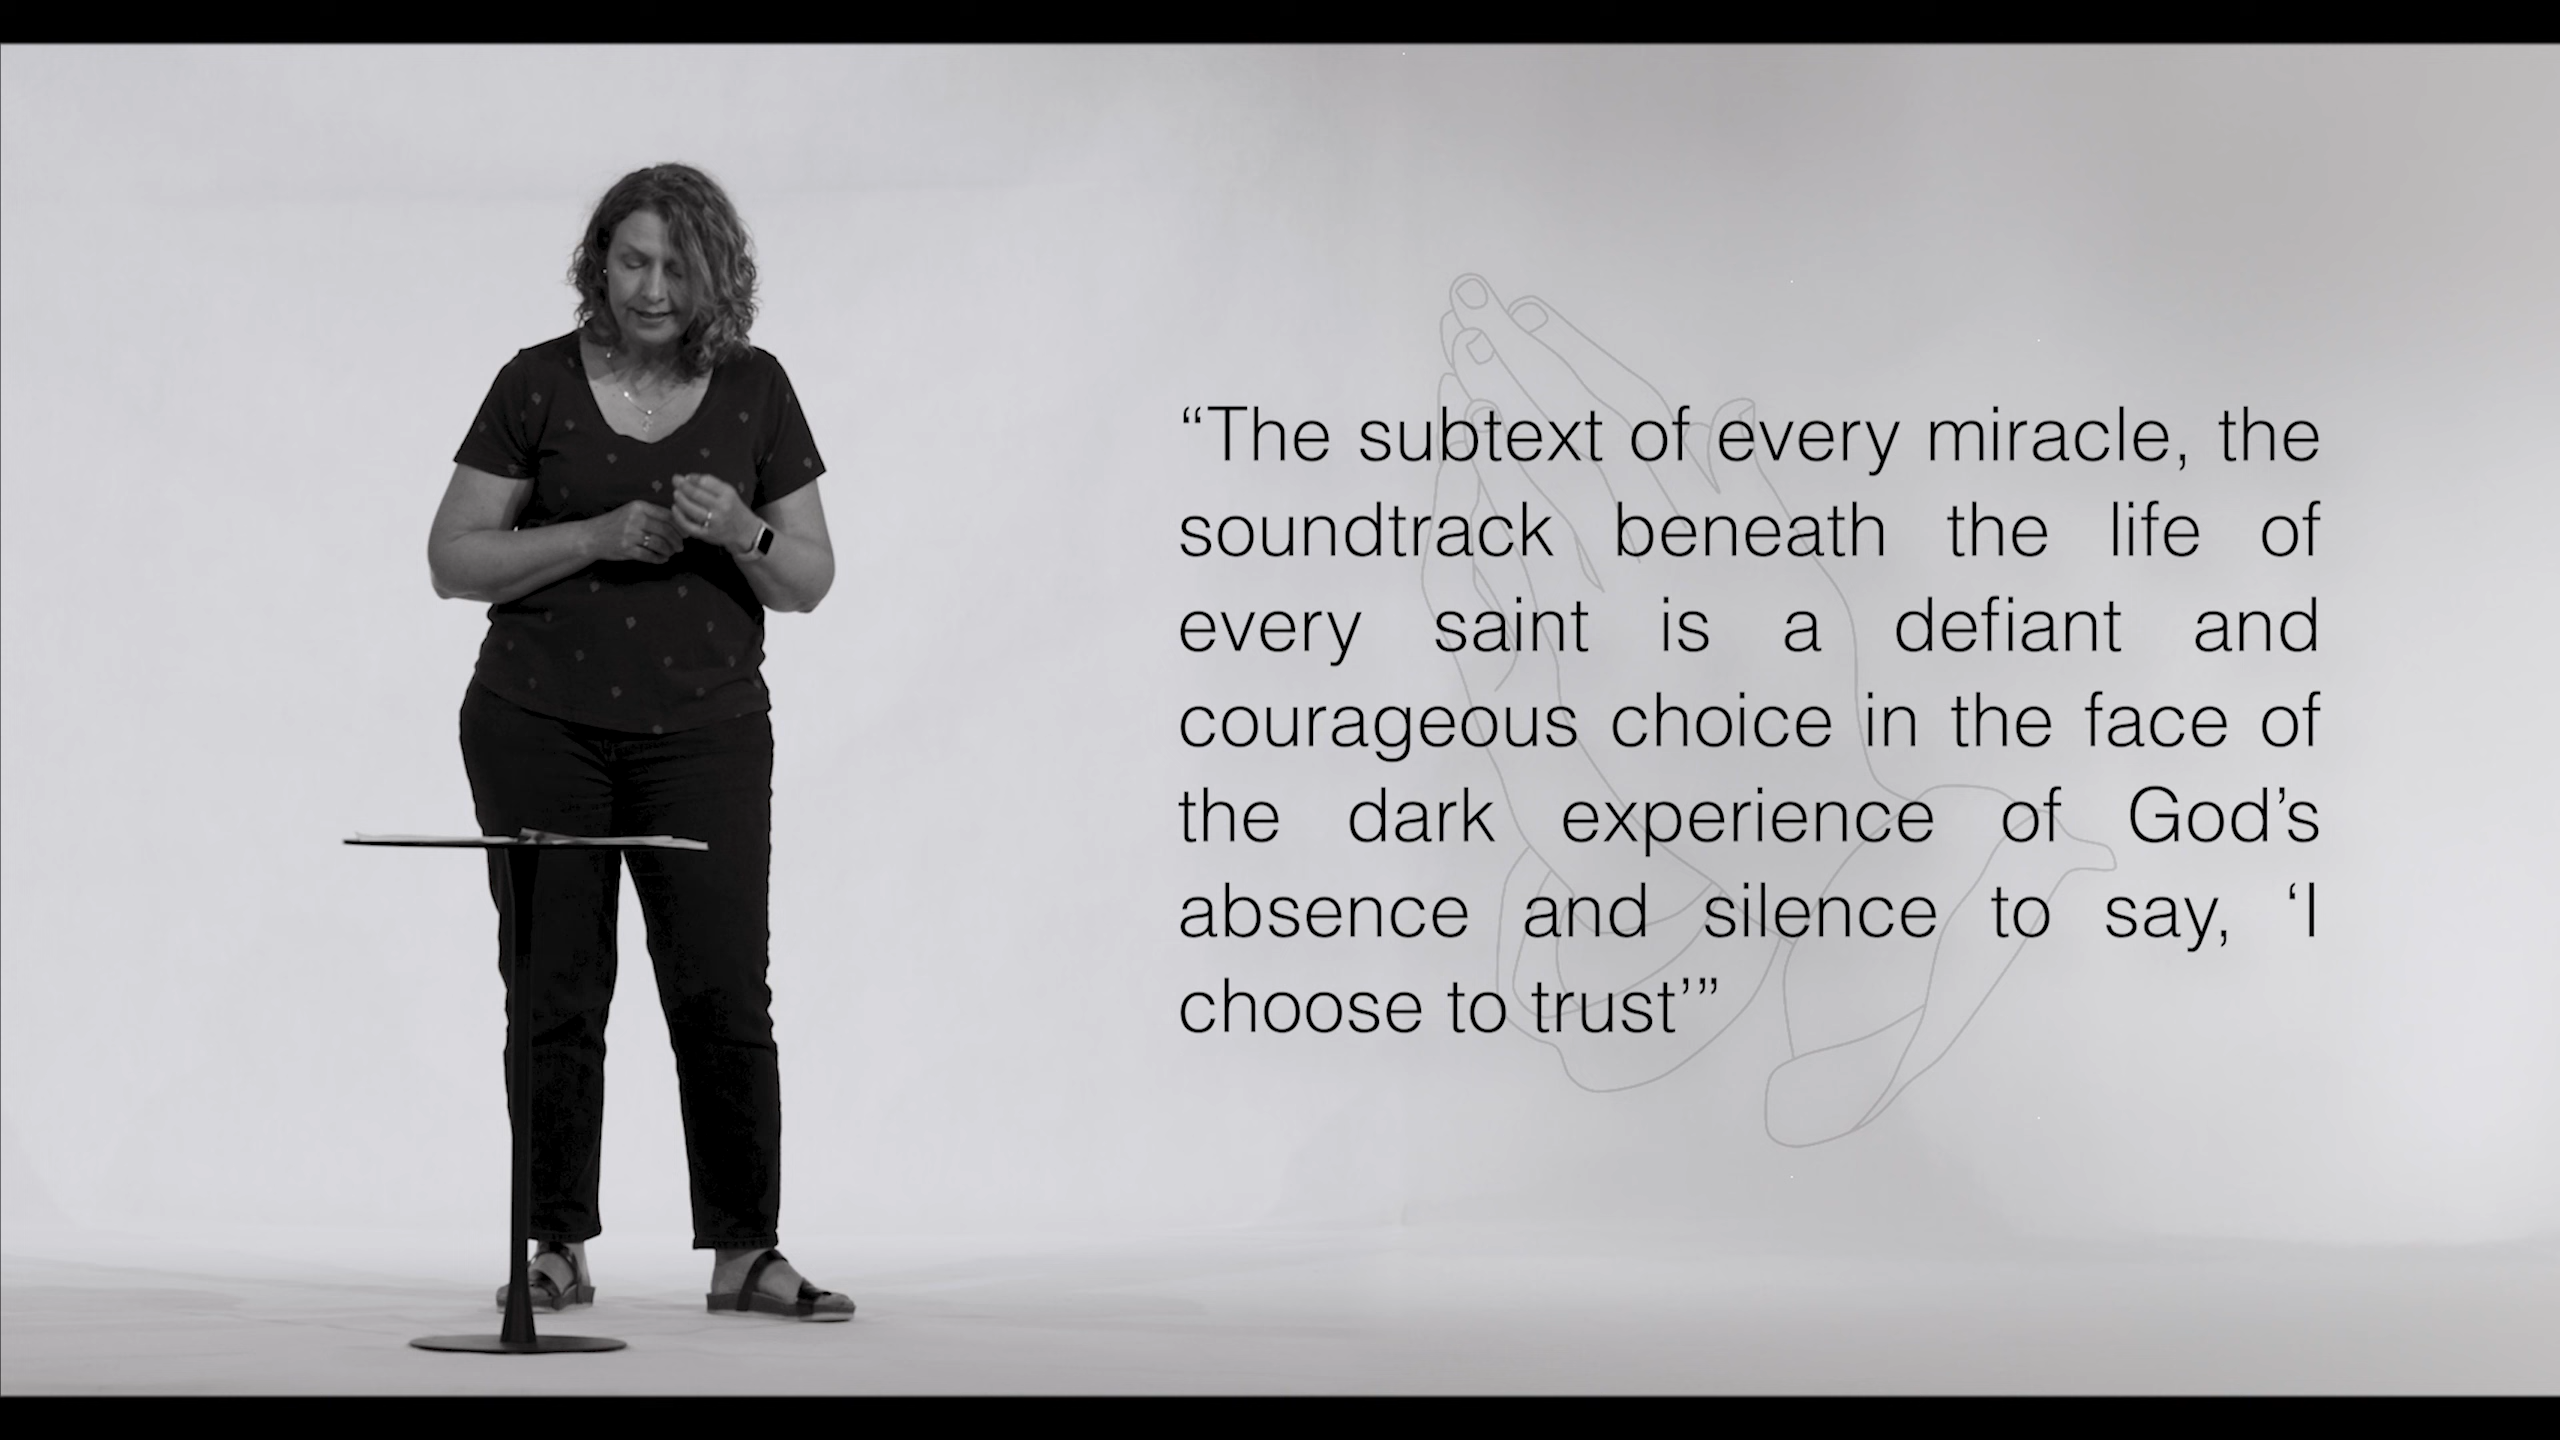 “The subtext of every miracle, the
soundtrack beneath the life of
every saint is a defiant and
courageous choice in the face of
the dark experience of God’s
absence and silence to say, ‘I
choose to trust’”